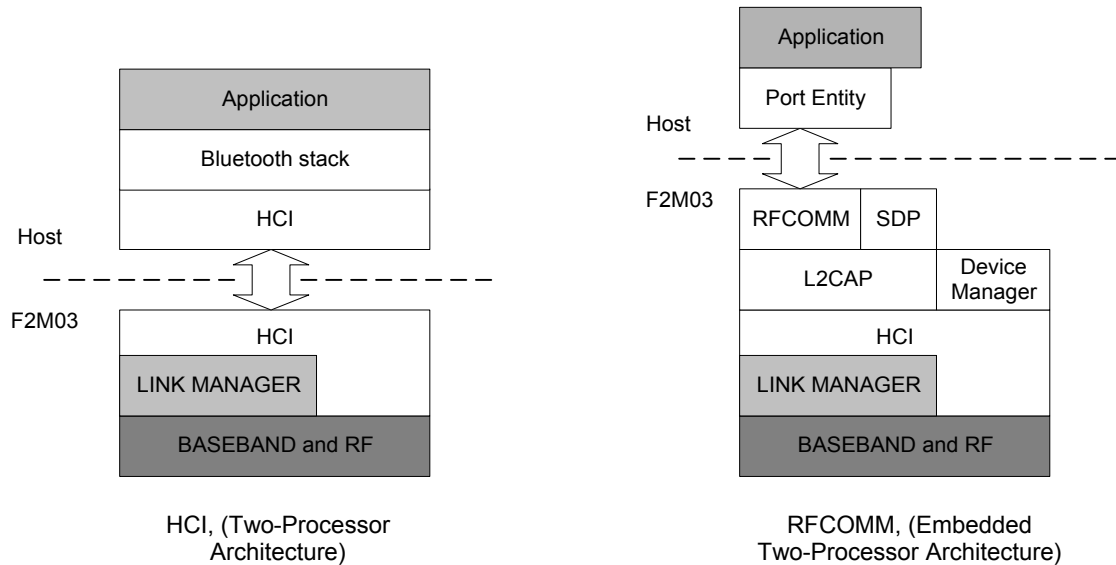 Application
Bluetooth stack
HCI
Host
F2M03
HCI
LINK MANAGER
BASEBAND and RF
HCI, (Two-Processor
Architecture)
Application
Port Entity
Host
F2M03
RFCOMM
SDP
L2CAP
Device
Manager
HCI
LINK MANAGER
BASEBAND and RF
RFCOMM, (Embedded
Two-Processor Architecture)